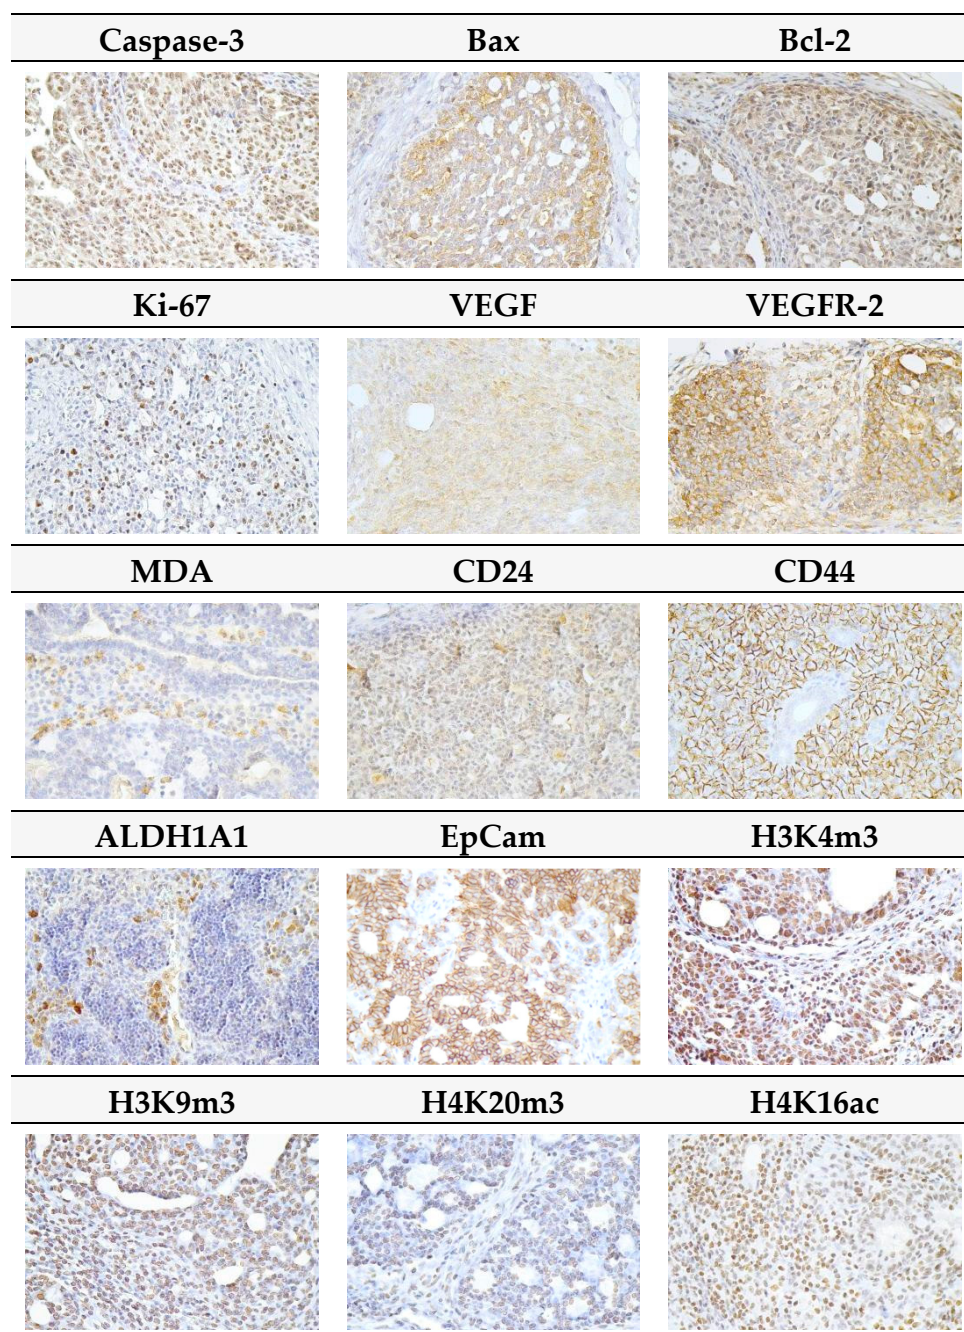 Caspase-3 Bax Bcl-2
Ki-67 VEGF VEGFR-2
MDA CD24 CD44
ALDH1A1 EpCam H3K4m3
H3K9m3 H4K20m3 H4K16ac